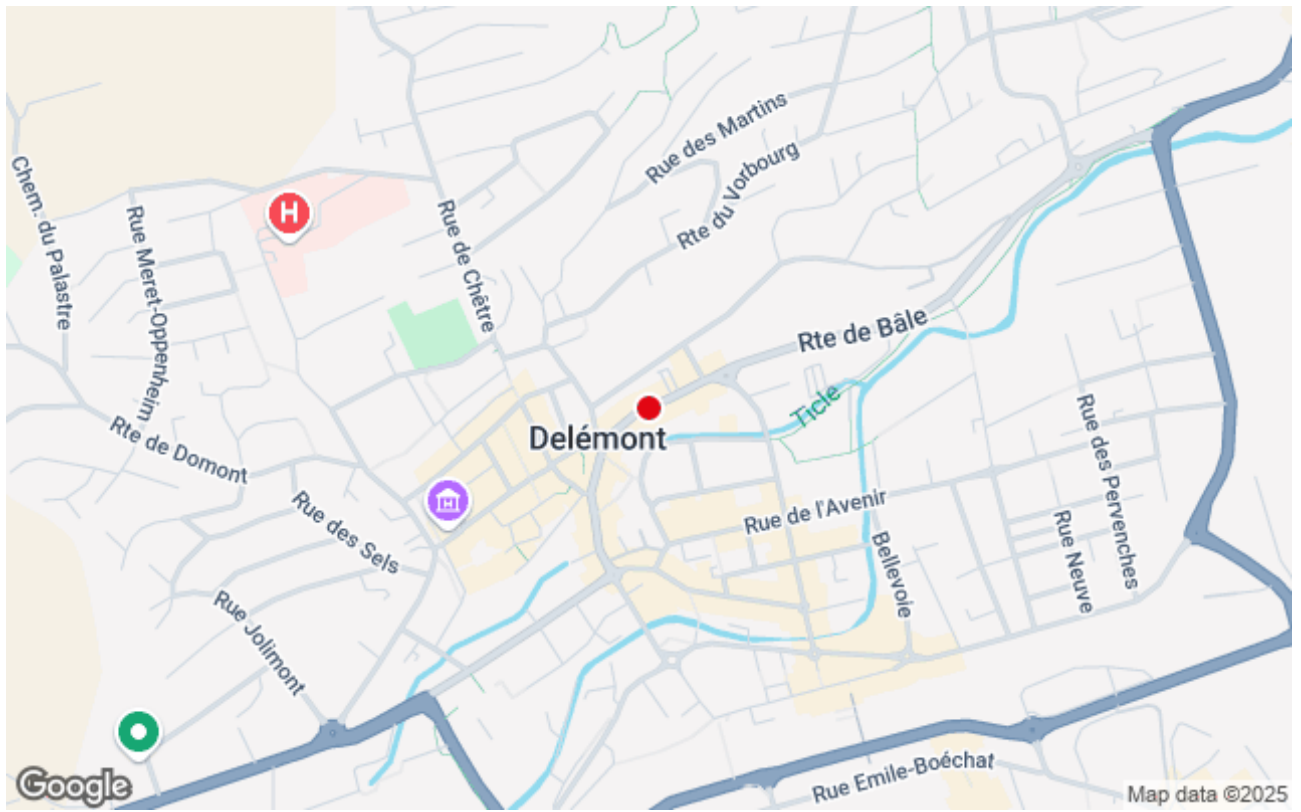 Rue des Martins
Rte du Vorbourg
Chem. du Palastre
Rue Meret-Oppenheim
H
Rue de Chêtre
Rte de Bâle
Ticle
Delémont
Rte de Domont
Rue des Sels
Rue de l'Avenir
Bellevoie
Rue des Pervenches
Rue Neuve
Rue Jolimont
Rue Emile-Boéchat
Google
Map data ©2025